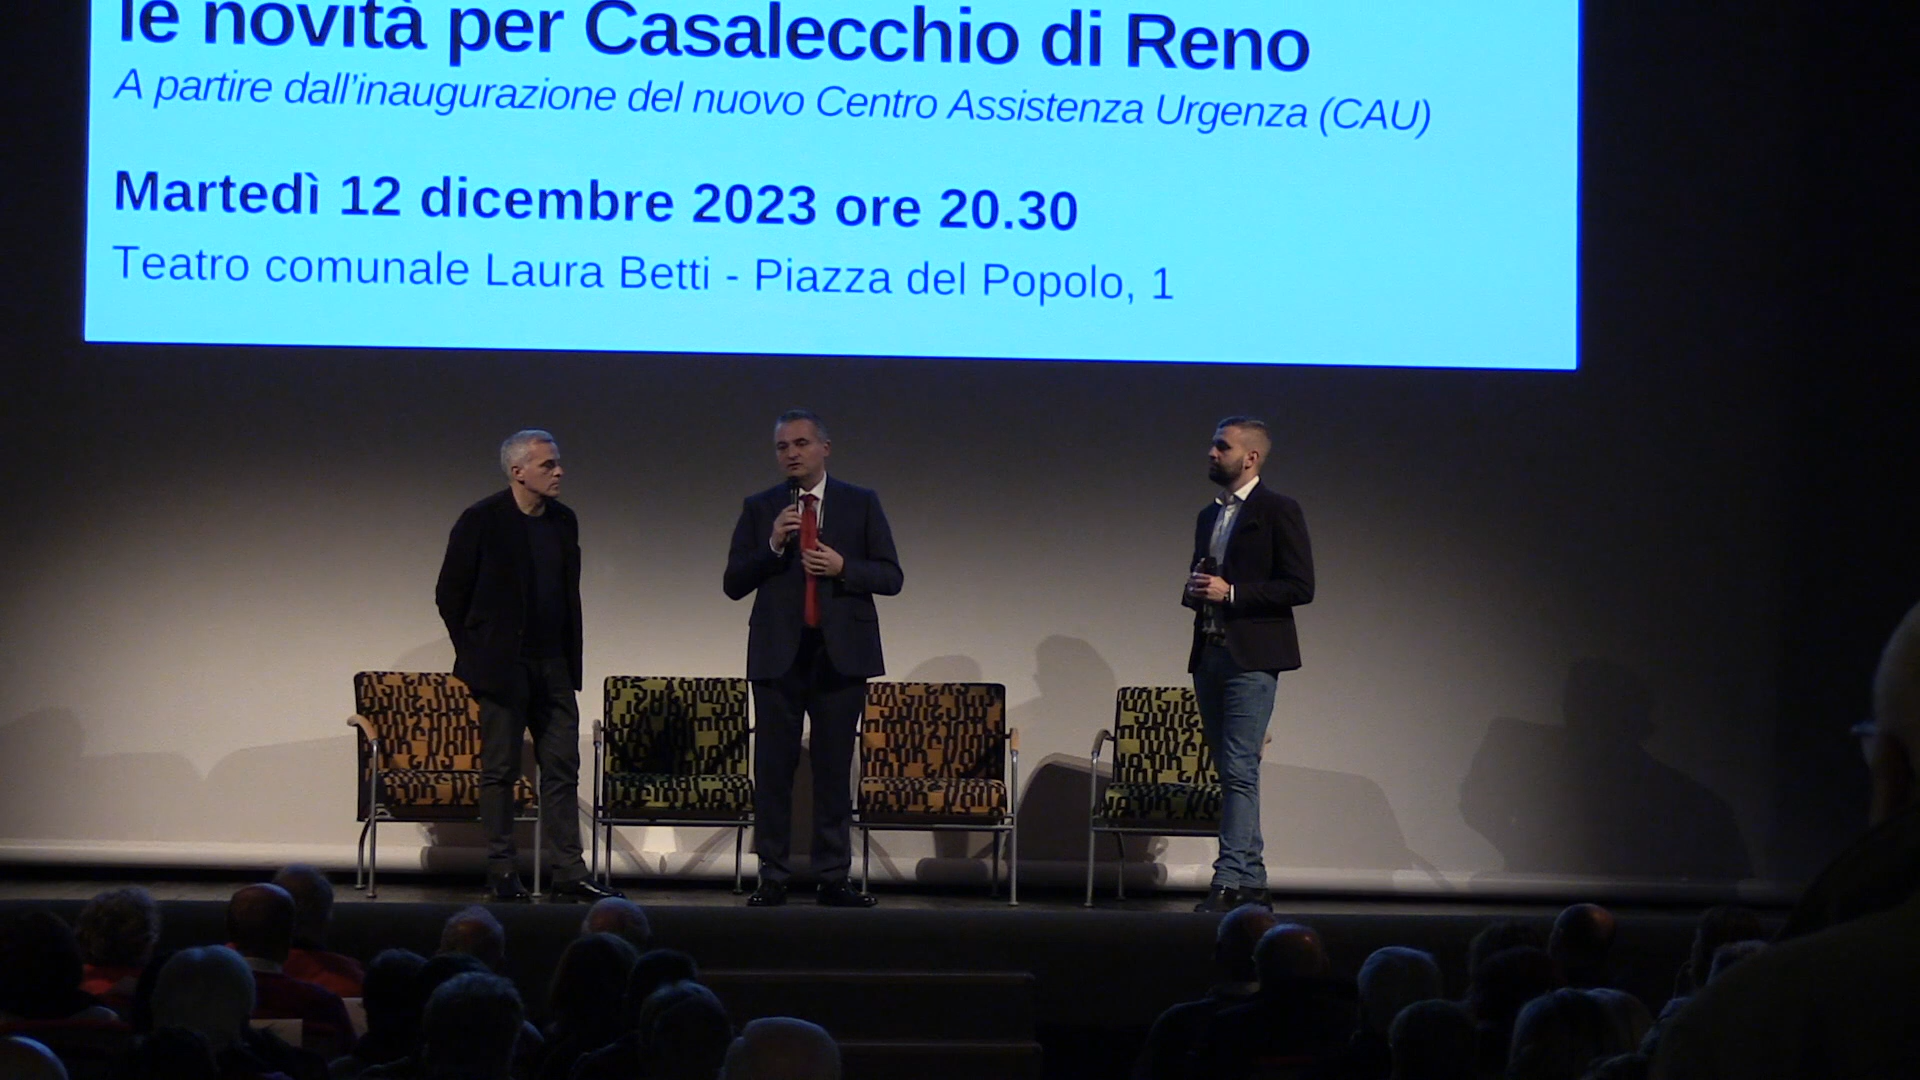 le novità per Casalecchio di Reno
A partire dall'inaugurazione del nuovo Centro Assistenza Urgenza (CAU)
Martedì 12 dicembre 2023 ore 20.30
Teatro comunale Laura Betti - Piazza del Popolo, 1